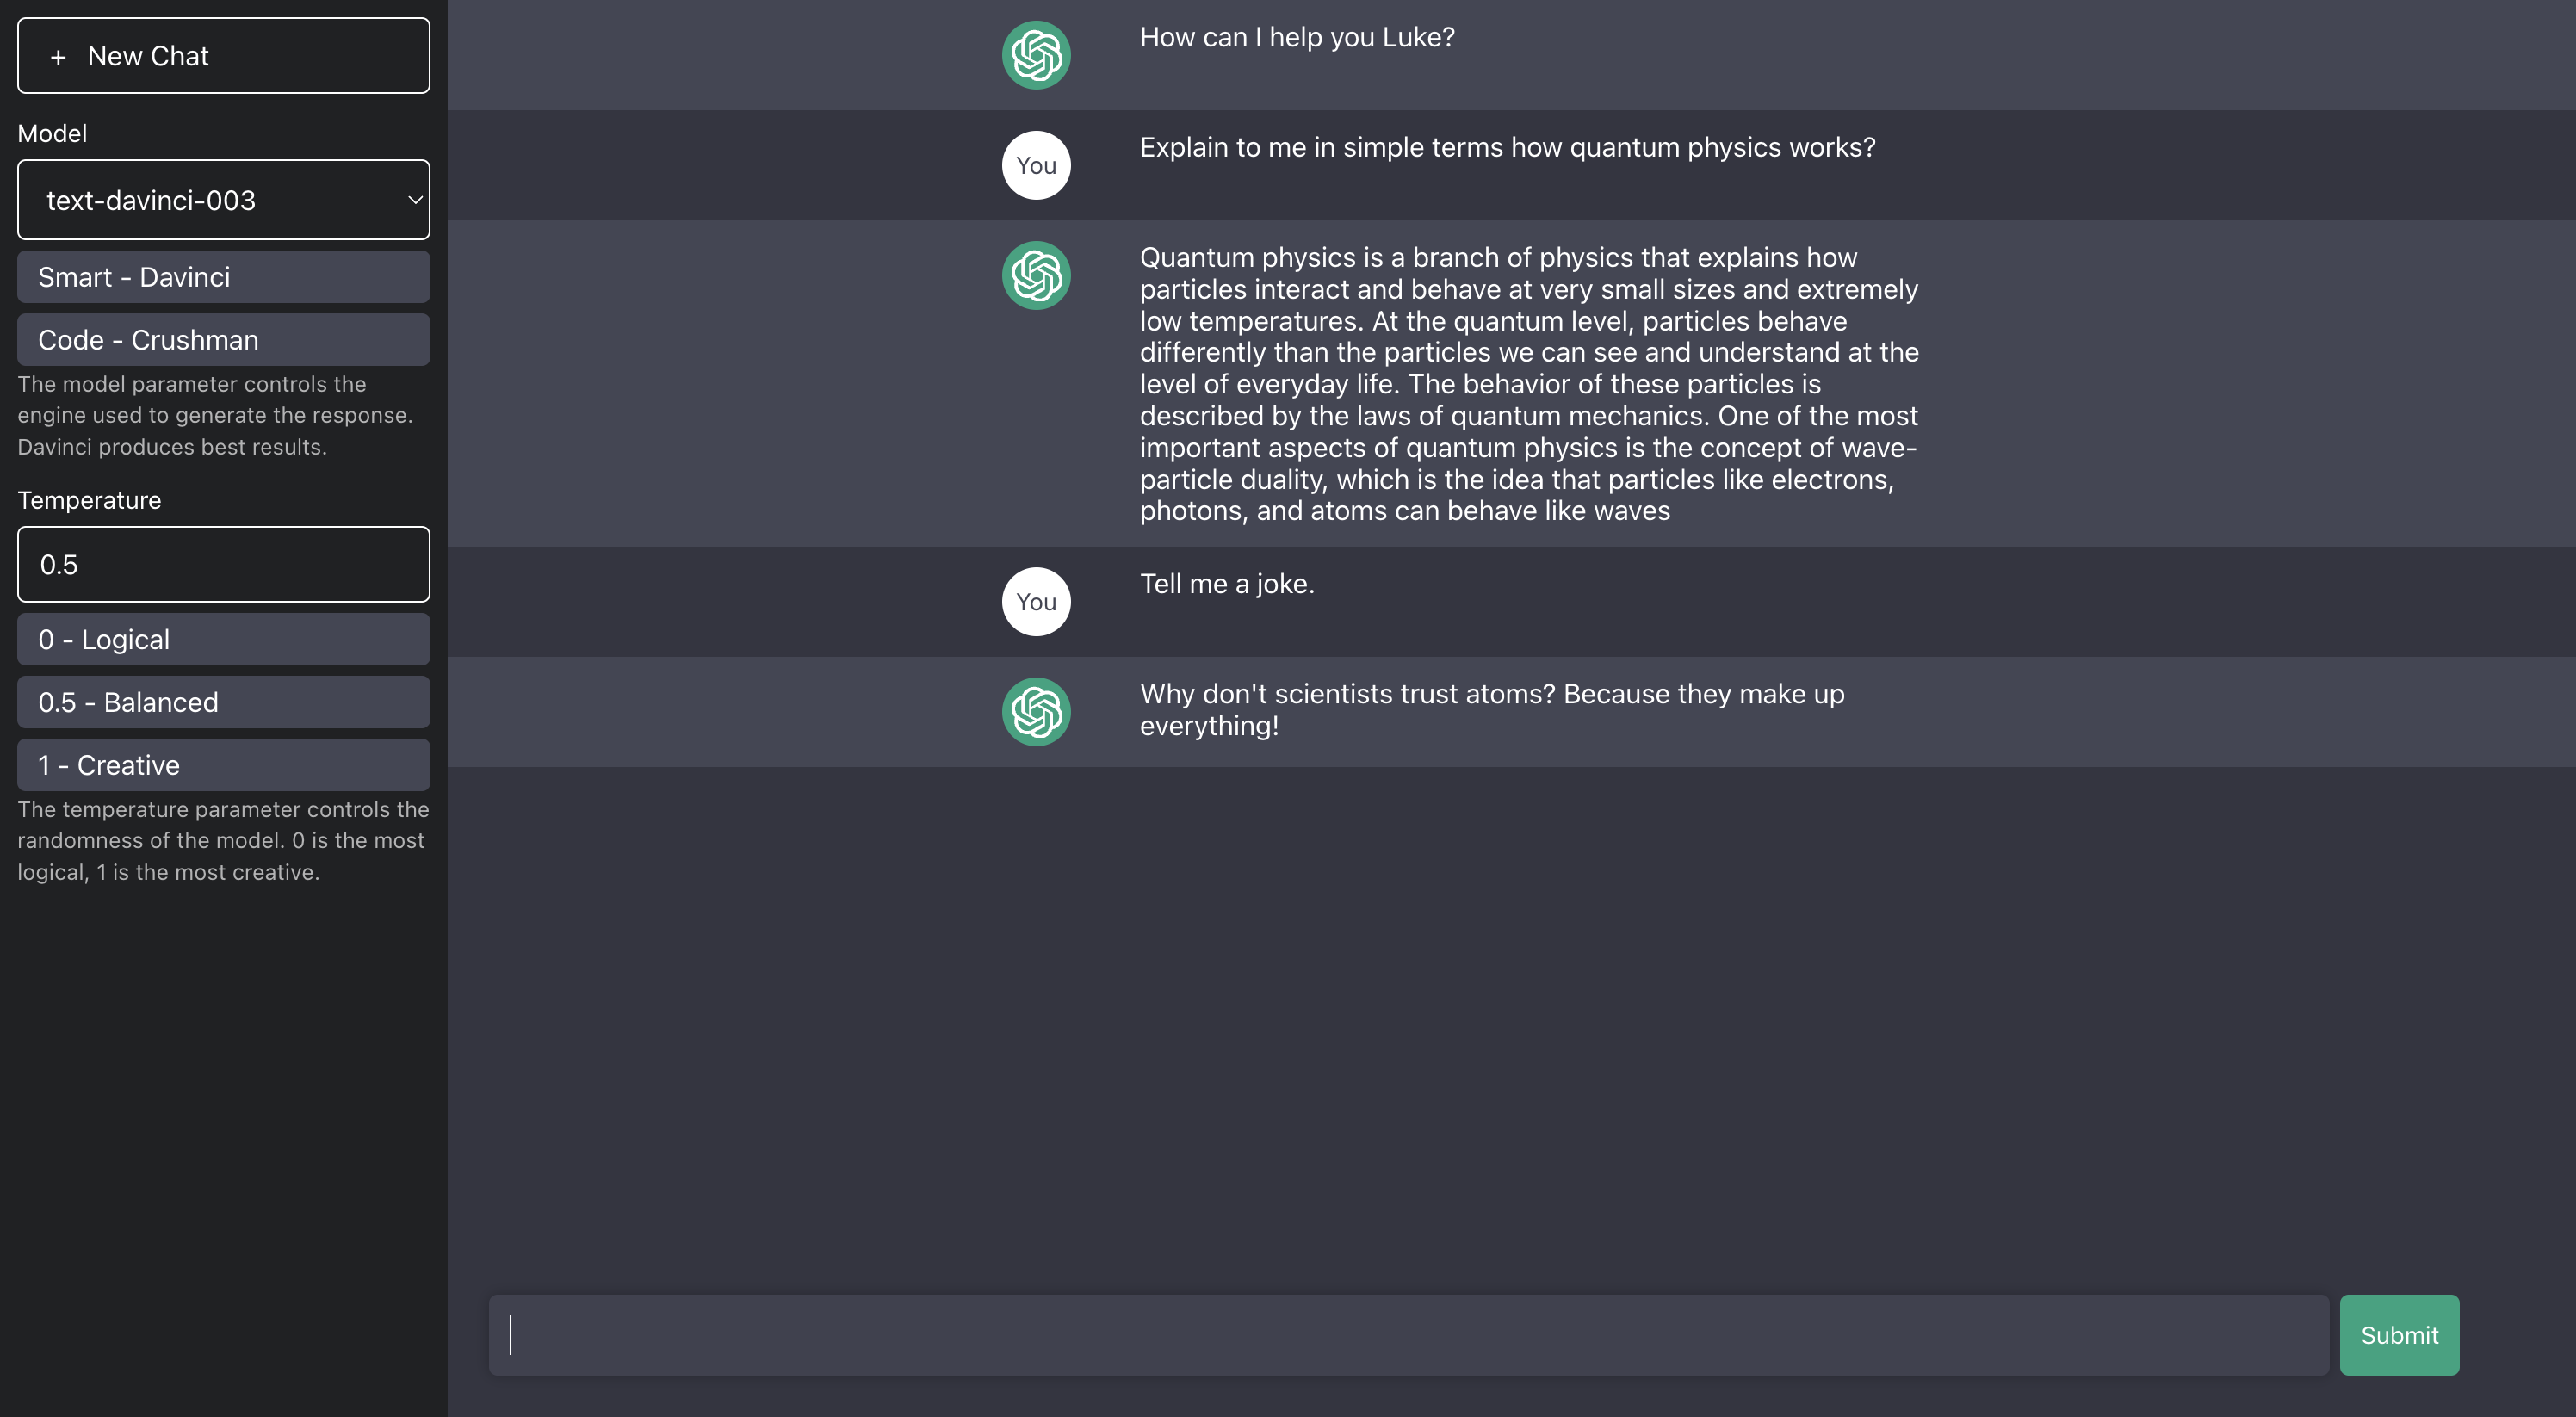 + New Chat
Model
text-davinci-003
Smart - Davinci
Code - Crushman
The model parameter controls the
engine used to generate the response.
Davinci produces best results.
Temperature
0.5
0 - Logical
0.5 - Balanced
1 - Creative
The temperature parameter controls the
randomness of the model. 0 is the most
logical, 1 is the most creative.
How can I help you Luke?
You
Explain to me in simple terms how quantum physics works?
Quantum physics is a branch of physics that explains how
particles interact and behave at very small sizes and extremely
low temperatures. At the quantum level, particles behave
differently than the particles we can see and understand at the
level of everyday life. The behavior of these particles is
described by the laws of quantum mechanics. One of the most
important aspects of quantum physics is the concept of wave-
particle duality, which is the idea that particles like electrons,
photons, and atoms can behave like waves
You
Tell me a joke.
Why don't scientists trust atoms? Because they make up
everything!
Submit